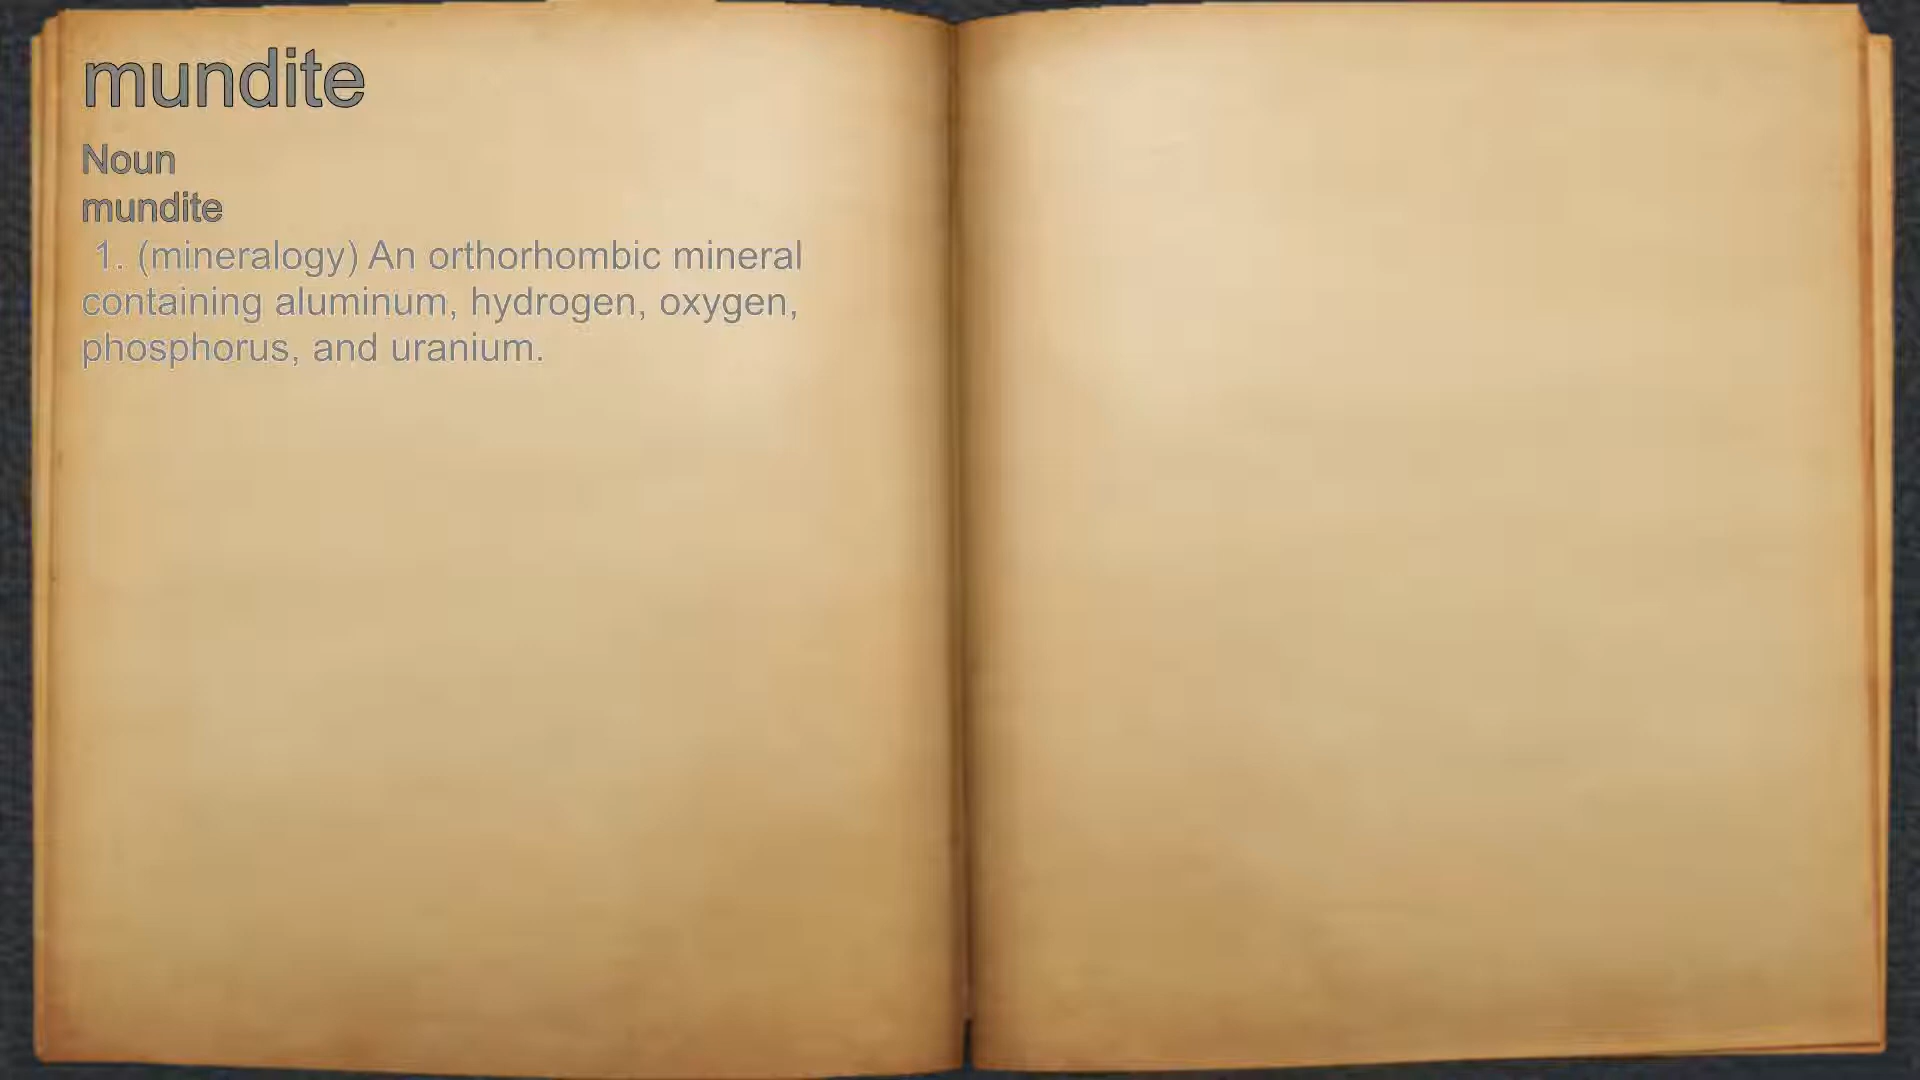 mundite
Noun
mundite
1. (mineralogy) An orthorhombic mineral
containing aluminum, hydrogen, oxygen,
phosphorus, and uranium.